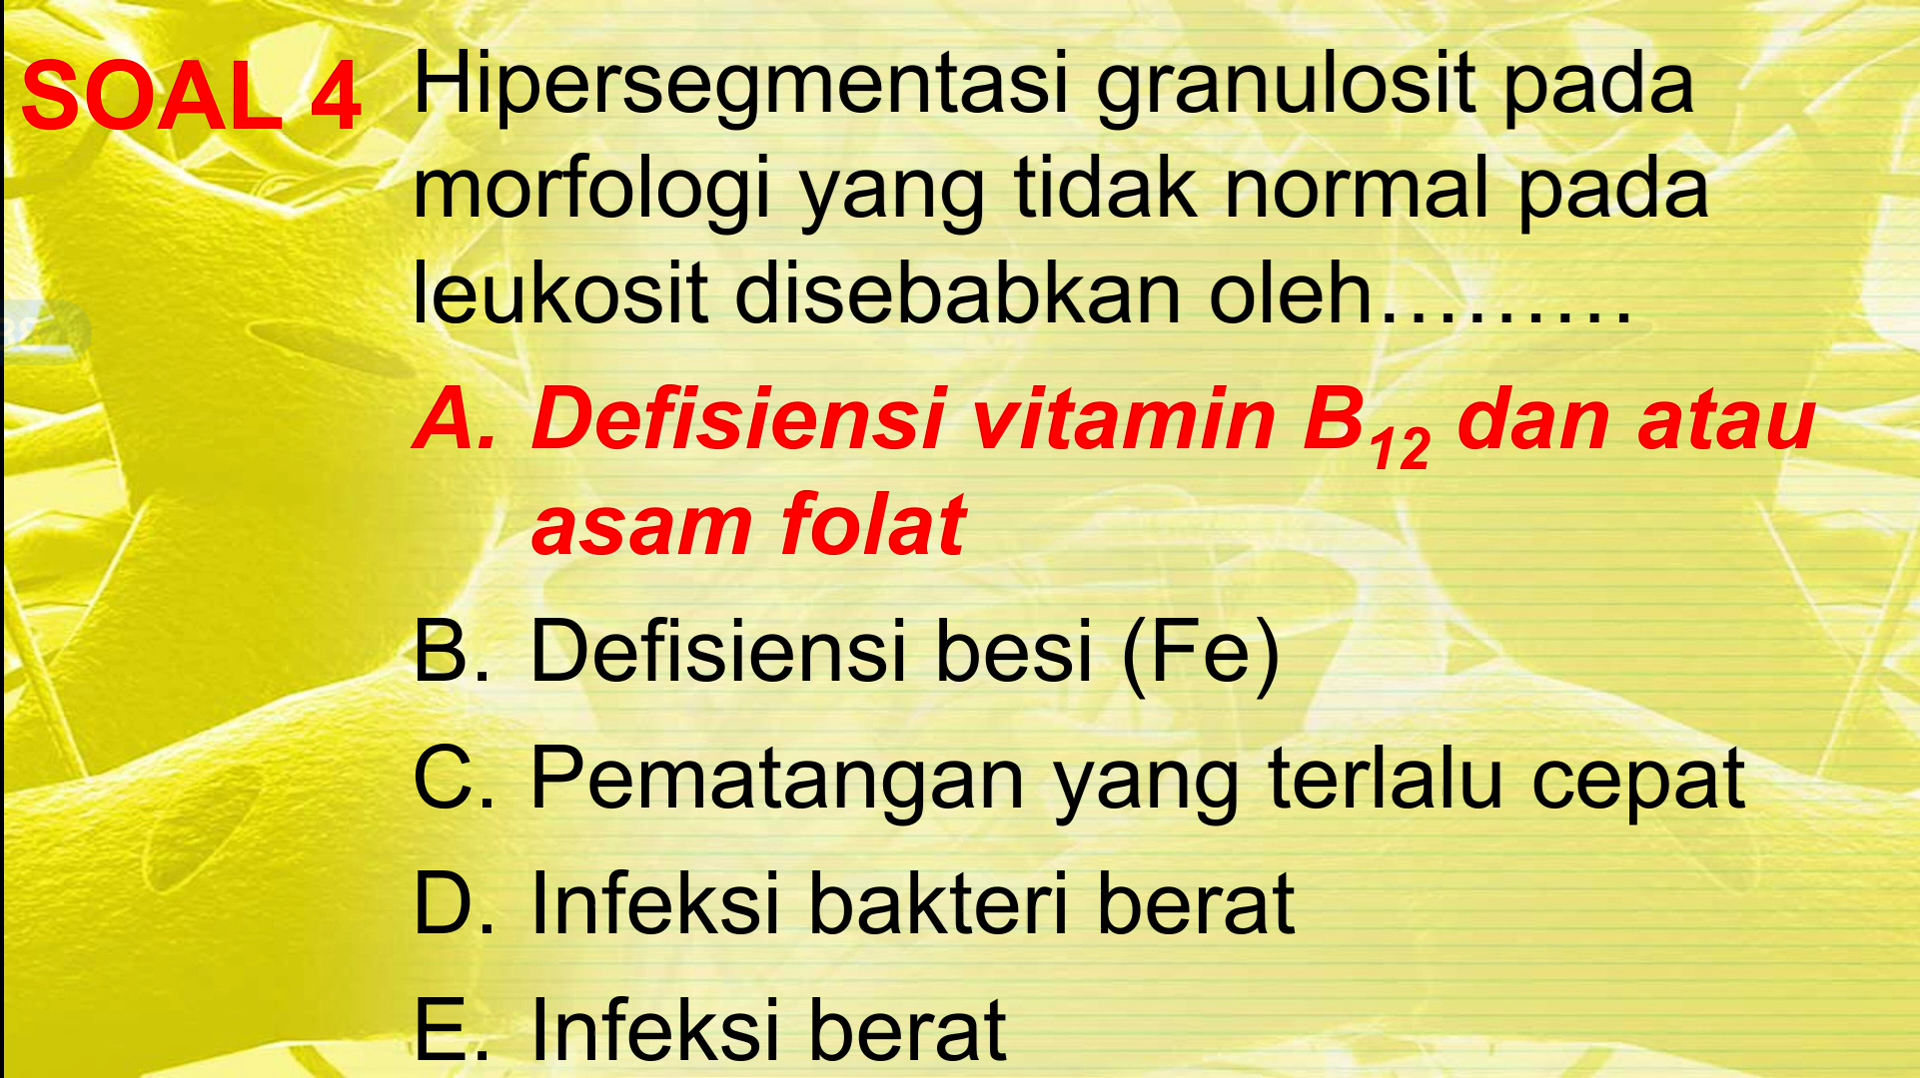 SOAL 4
Hipersegmentasi granulosit pada
morfologi yang tidak normal pada
leukosit disebabkan oleh………
A. Defisiensi vitamin B₁₂ dan atau
asam folat
B. Defisiensi besi (Fe)
C. Pematangan yang terlalu cepat
D. Infeksi bakteri berat
E. Infeksi berat